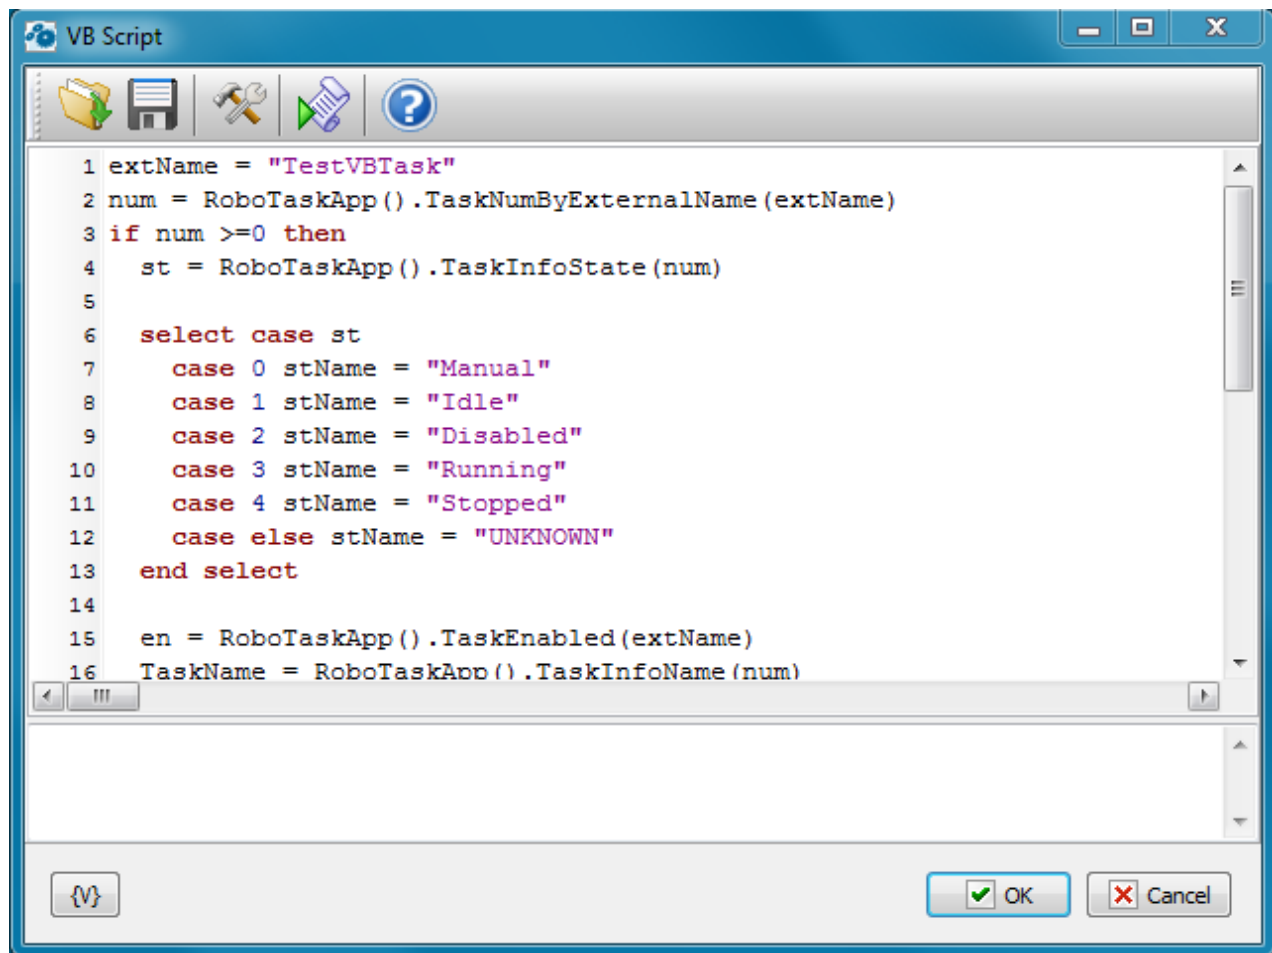 VB Script
1 extName = "TestVBTask"
2 num = RoboTaskApp().TaskNumByExternalName(extName)
3 if num >=0 then
4 st = RoboTaskApp().TaskInfoState(num)
5
6 select case st
7 case 0 stName = "Manual"
8 case 1 stName = "Idle"
9 case 2 stName = "Disabled"
10 case 3 stName = "Running"
11 case 4 stName = "Stopped"
12 case else stName = "UNKNOWN"
13 end select
14
15 en = RoboTaskApp().TaskEnabled(extName)
16 TaskName = RoboTaskApp().TaskInfoName(num)
{V}
OK
Cancel